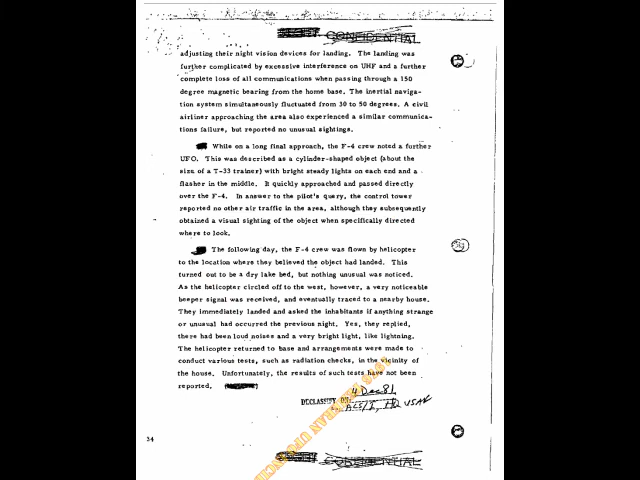 CONFIDENTIAL
adjusting their night vision devices for landing. The landing was
further complicated by excessive interference on UHF and a further
complete loss of all communications when passing through a 150
degree magnetic bearing from the home base. The inertial naviga-
tion system simultaneously fluctuated from 30 to 50 degrees. A civil
airliner approaching the area also experienced a similar communica-
tions failure, but reported no unusual sightings.
While on a long final approach, the F-4 crew noted a further
UFO. This was described as a cylinder-shaped object (about the
size of a T-33 trainer) with bright steady lights on each end and a
flasher in the middle. It quickly approached and passed directly
over the F-4. In answer to the pilot's query, the control tower
reported no other air traffic in the area, although they subsequently
obtained a visual sighting of the object when specifically directed
where to look.
The following day, the F-4 crew was flown by helicopter
to the location where they believed the object had landed. This
turned out to be a dry lake bed, but nothing unusual was noticed.
As the helicopter circled off to the west, however, a very noticeable
beeper signal was received, and eventually traced to a nearby house.
They immediately landed and asked the inhabitants if anything strange
or unusual had occurred the previous night. Yes, they replied,
there had been loud noises and a very bright light, like lightning.
The helicopter returned to base and arrangements were made to
conduct various tests, such as radiation checks, in the vicinity of
the house. Unfortunately, the results of such tests have not been
reported.
4 Dec 81
DECLASSIFY ON:
ACS/I, HQ USAF
34
CONFIDENTIAL